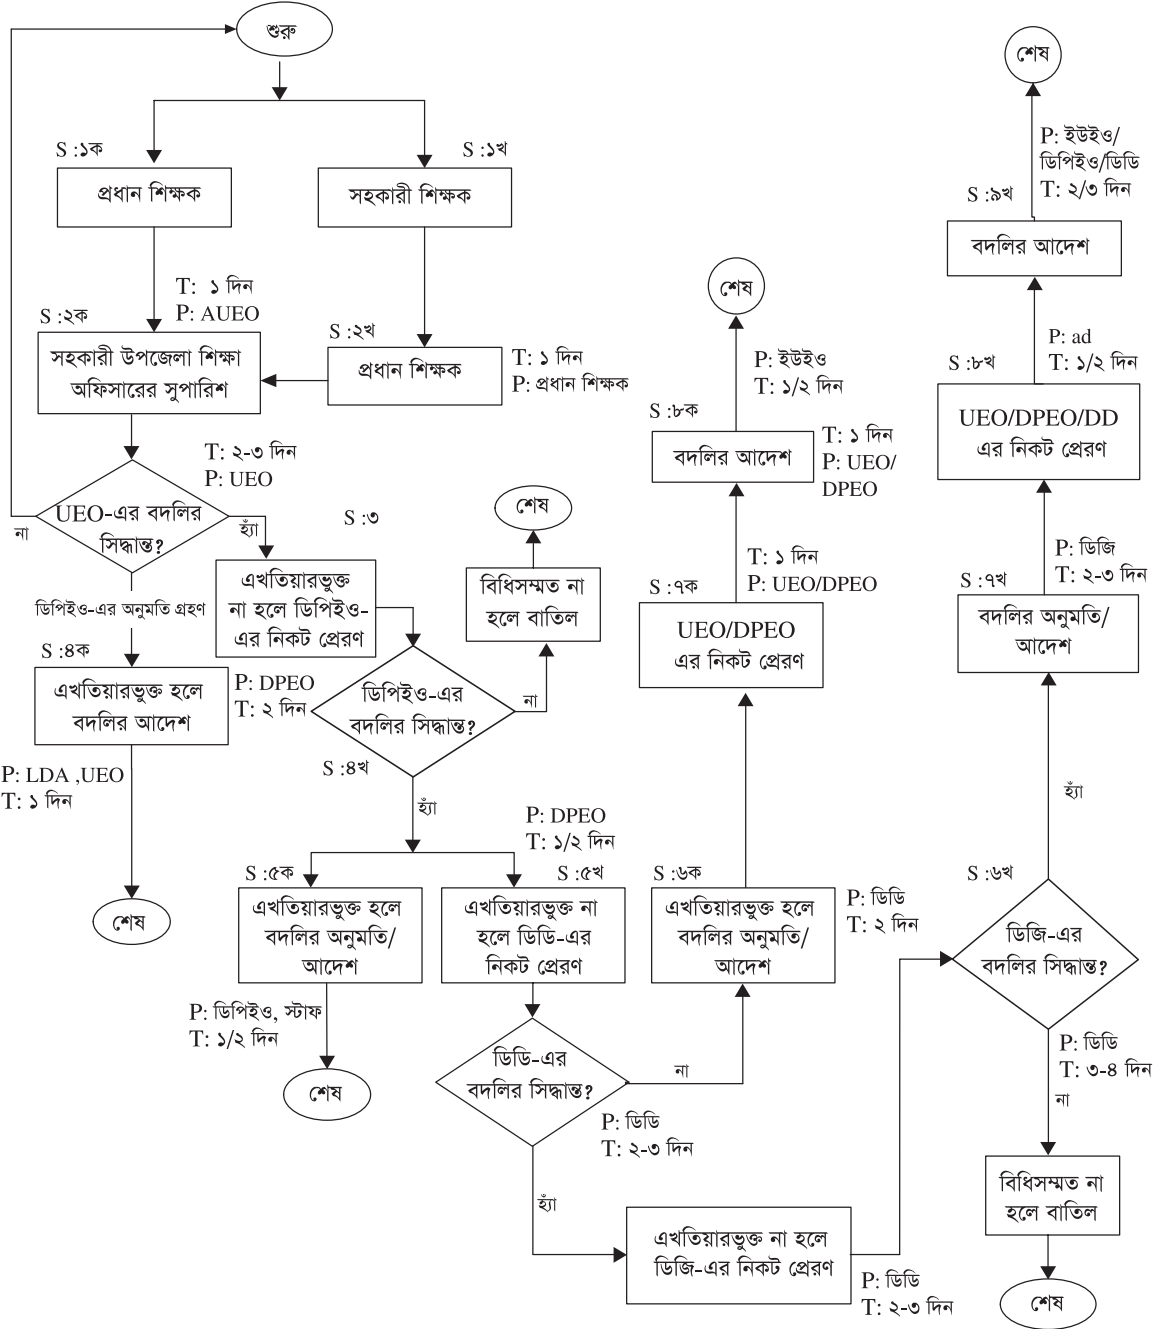 শুরু
S :১ক
প্রধান শিক্ষক
S :১খ
সহকারী শিক্ষক
T: ১ দিন
P: AUEO
S :২ক
সহকারী উপজেলা শিক্ষা
অফিসারের সুপারিশ
S :২খ
প্রধান শিক্ষক
T: ১ দিন
P: প্রধান শিক্ষক
T: ২-৩ দিন
P: UEO
UEO-এর বদলির
সিদ্ধান্ত?
না
হ্যাঁ
S :৩
এখতিয়ারভুক্ত
না হলে ডিপিইও-
এর নিকট প্রেরণ
ডিপিইও-এর অনুমতি গ্রহণ
S :৪ক
এখতিয়ারভুক্ত হলে
বদলির আদেশ
P: LDA ,UEO
T: ১ দিন
শেষ
P: DPEO
T: ২ দিন
ডিপিইও-এর
বদলির সিদ্ধান্ত?
না
বিধিসম্মত না
হলে বাতিল
শেষ
S :৪খ
হ্যাঁ
P: DPEO
T: ১/২ দিন
S :৫ক
এখতিয়ারভুক্ত হলে
বদলির অনুমতি/
আদেশ
P: ডিপিইও, স্টাফ
T: ১/২ দিন
শেষ
S :৫খ
এখতিয়ারভুক্ত না
হলে ডিডি-এর
নিকট প্রেরণ
ডিডি-এর
বদলির সিদ্ধান্ত?
না
P: ডিডি
T: ২-৩ দিন
হ্যাঁ
S :৬ক
এখতিয়ারভুক্ত হলে
বদলির অনুমতি/
আদেশ
P: ডিডি
T: ২ দিন
S :৭ক
UEO/DPEO
এর নিকট প্রেরণ
T: ১ দিন
P: UEO/DPEO
S :৮ক
বদলির আদেশ
T: ১ দিন
P: UEO/
DPEO
P: ইউইও
T: ১/২ দিন
শেষ
এখতিয়ারভুক্ত না হলে
ডিজি-এর নিকট প্রেরণ
P: ডিডি
T: ২-৩ দিন
S :৬খ
ডিজি-এর
বদলির সিদ্ধান্ত?
P: ডিডি
T: ৩-৪ দিন
না
বিধিসম্মত না
হলে বাতিল
শেষ
হ্যাঁ
S :৭খ
বদলির অনুমতি/
আদেশ
P: ডিজি
T: ২-৩ দিন
S :৮খ
UEO/DPEO/DD
এর নিকট প্রেরণ
P: ad
T: ১/২ দিন
S :৯খ
বদলির আদেশ
P: ইউইও/
ডিপিইও/ডিডি
T: ২/৩ দিন
শেষ